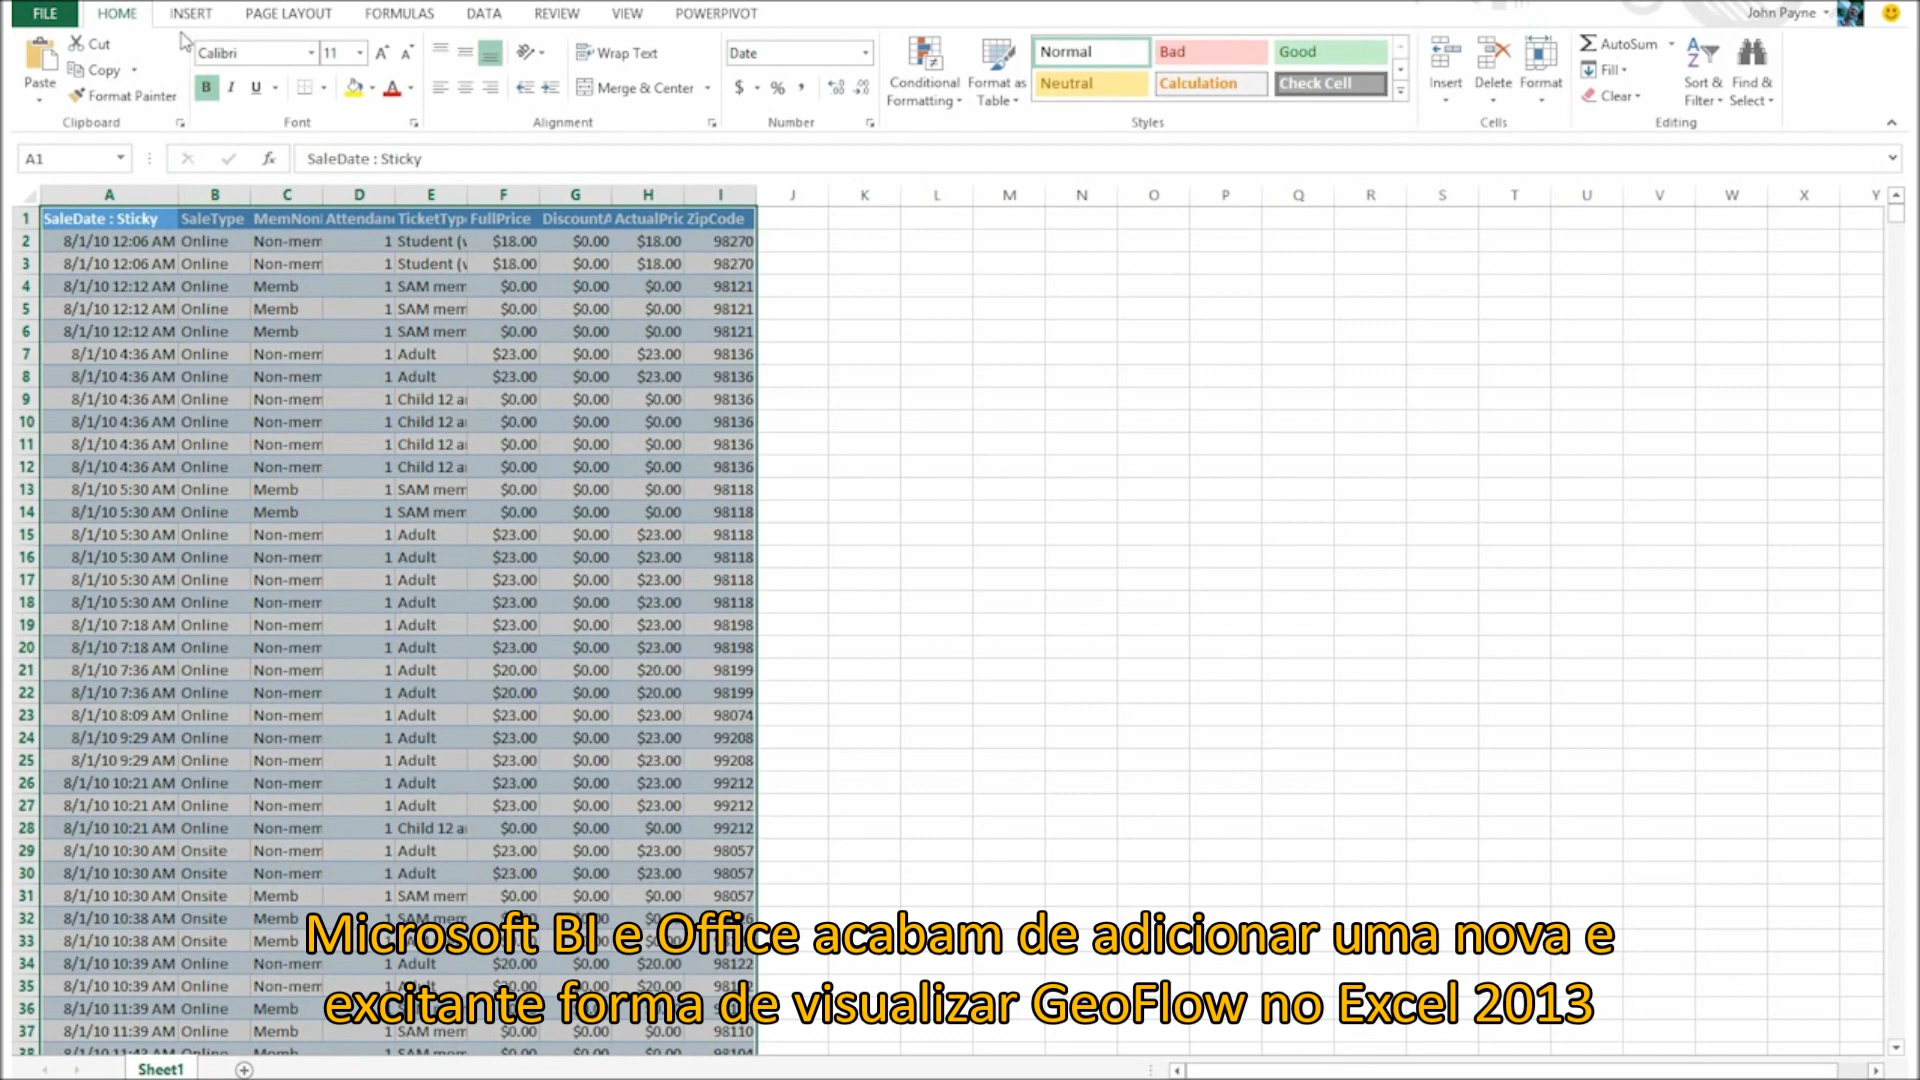 FILE HOME INSERT PAGE LAYOUT FORMULAS DATA REVIEW VIEW POWERPIVOT John Payne
Cut Calibri 11 Wrap Text Date Normal Bad Good AutoSum
Copy Neutral Calculation Check Cell Fill
Paste Format Painter B I U Merge & Center $ % , Conditional Formatting Format as Table Insert Delete Format Clear Sort & Filter Find & Select
Clipboard Font Alignment Number Styles Cells Editing
A1 fx SaleDate : Sticky
A B C D E F G H I J K L M N O P Q R S T U V W X Y
1 SaleDate : Sticky SaleType MemNon Attendan TicketTyp FullPrice DiscountA ActualPric ZipCode
2 8/1/10 12:06 AM Online Non-mem 1 Student ( $18.00 $0.00 $18.00 98270
3 8/1/10 12:06 AM Online Non-mem 1 Student ( $18.00 $0.00 $18.00 98270
4 8/1/10 12:12 AM Online Memb 1 SAM mem $0.00 $0.00 $0.00 98121
5 8/1/10 12:12 AM Online Memb 1 SAM mem $0.00 $0.00 $0.00 98121
6 8/1/10 12:12 AM Online Memb 1 SAM mem $0.00 $0.00 $0.00 98121
7 8/1/10 4:36 AM Online Non-mem 1 Adult $23.00 $0.00 $23.00 98136
8 8/1/10 4:36 AM Online Non-mem 1 Adult $23.00 $0.00 $23.00 98136
9 8/1/10 4:36 AM Online Non-mem 1 Child 12 a $0.00 $0.00 $0.00 98136
10 8/1/10 4:36 AM Online Non-mem 1 Child 12 a $0.00 $0.00 $0.00 98136
11 8/1/10 4:36 AM Online Non-mem 1 Child 12 a $0.00 $0.00 $0.00 98136
12 8/1/10 4:36 AM Online Non-mem 1 Child 12 a $0.00 $0.00 $0.00 98136
13 8/1/10 5:30 AM Online Memb 1 SAM mem $0.00 $0.00 $0.00 98118
14 8/1/10 5:30 AM Online Memb 1 SAM mem $0.00 $0.00 $0.00 98118
15 8/1/10 5:30 AM Online Non-mem 1 Adult $23.00 $0.00 $23.00 98118
16 8/1/10 5:30 AM Online Non-mem 1 Adult $23.00 $0.00 $23.00 98118
17 8/1/10 5:30 AM Online Non-mem 1 Adult $23.00 $0.00 $23.00 98118
18 8/1/10 5:30 AM Online Non-mem 1 Adult $23.00 $0.00 $23.00 98118
19 8/1/10 7:18 AM Online Non-mem 1 Adult $23.00 $0.00 $23.00 98198
20 8/1/10 7:18 AM Online Non-mem 1 Adult $23.00 $0.00 $23.00 98198
21 8/1/10 7:36 AM Online Non-mem 1 Adult $20.00 $0.00 $20.00 98199
22 8/1/10 7:36 AM Online Non-mem 1 Adult $20.00 $0.00 $20.00 98199
23 8/1/10 8:09 AM Online Non-mem 1 Adult $23.00 $0.00 $23.00 98074
24 8/1/10 9:29 AM Online Non-mem 1 Adult $23.00 $0.00 $23.00 99208
25 8/1/10 9:29 AM Online Non-mem 1 Adult $23.00 $0.00 $23.00 99208
26 8/1/10 10:21 AM Online Non-mem 1 Adult $23.00 $0.00 $23.00 99212
27 8/1/10 10:21 AM Online Non-mem 1 Adult $23.00 $0.00 $23.00 99212
28 8/1/10 10:21 AM Online Non-mem 1 Child 12 a $0.00 $0.00 $0.00 99212
29 8/1/10 10:30 AM Onsite Non-mem 1 Adult $23.00 $0.00 $23.00 98057
30 8/1/10 10:30 AM Onsite Non-mem 1 Adult $23.00 $0.00 $23.00 98057
31 8/1/10 10:30 AM Onsite Memb 1 SAM mem $0.00 $0.00 $0.00 98057
32 8/1/10 10:38 AM Onsite Memb
33 8/1/10 10:38 AM Onsite Memb
34 8/1/10 10:39 AM Online Non-mem 1 Adult $20.00 $0.00 $20.00 98122
35 8/1/10 10:39 AM Online Non-mem
36 8/1/10 11:39 AM Online Memb
37 8/1/10 11:39 AM Online Memb 1 SAM mem $0.00 $0.00 $0.00 98110
Microsoft BI e Office acabam de adicionar uma nova e
excitante forma de visualizar GeoFlow no Excel 2013
Sheet1